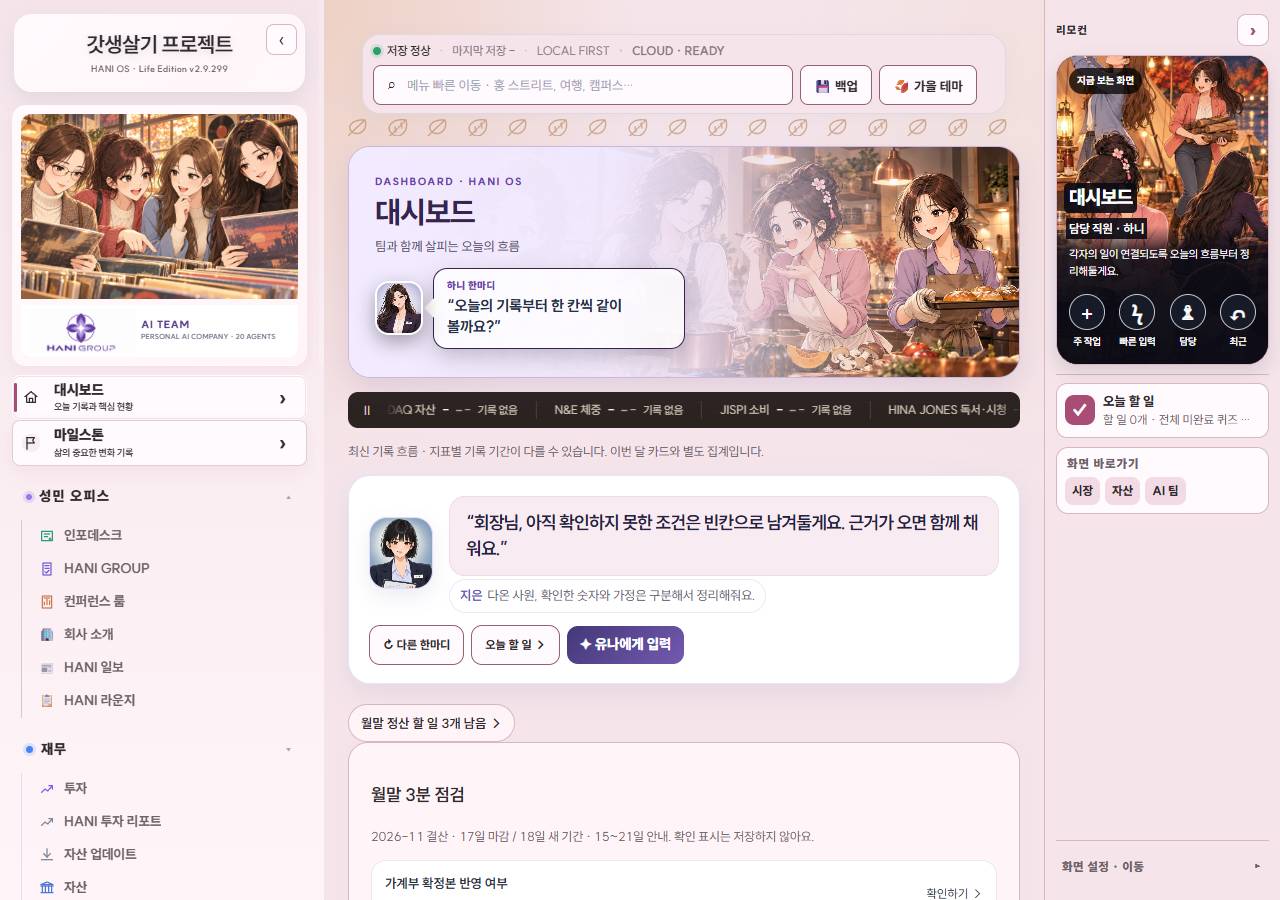 갓생살기 프로젝트
HANI OS · Life Edition v2.9.299
HANI GROUP
AI TEAM
PERSONAL AI COMPANY · 20 AGENTS
대시보드
오늘 기록과 핵심 현황
마일스톤
삶의 중요한 변화 기록
성민 오피스
인포데스크
HANI GROUP
컨퍼런스 룸
회사 소개
HANI 일보
HANI 라운지
재무
투자
HANI 투자 리포트
자산 업데이트
자산
저장 정상 · 마지막 저장 – · LOCAL FIRST · CLOUD · READY
메뉴 빠른 이동 · 홍 스트리트, 여행, 캠퍼스…
백업
가을 테마
DASHBOARD · HANI OS
대시보드
팀과 함께 살피는 오늘의 흐름
하니 한마디
“오늘의 기록부터 한 칸씩 같이
볼까요?”
DAQ 자산 – – – 기록 없음
N&E 체중 – – – 기록 없음
JISPI 소비 – – – 기록 없음
HINA JONES 독서·시청 –
최신 기록 흐름 · 지표별 기록 기간이 다를 수 있습니다. 이번 달 카드와 별도 집계입니다.
“회장님, 아직 확인하지 못한 조건은 빈칸으로 남겨둘게요. 근거가 오면 함께 채
워요.”
지은 다온 사원, 확인한 숫자와 가정은 구분해서 정리해줘요.
↻ 다른 한마디
오늘 할 일 >
✦ 유나에게 입력
월말 정산 할 일 3개 남음 >
월말 3분 점검
2026-11 결산 · 17일 마감 / 18일 새 기간 · 15~21일 안내. 확인 표시는 저장하지 않아요.
가계부 확정본 반영 여부
확인하기 >
리모컨
지금 보는 화면
대시보드
담당 직원 · 하니
각자의 일이 연결되도록 오늘의 흐름부터 정
리해둘게요.
주 작업
빠른 입력
담당
최근
오늘 할 일
할 일 0개 · 전체 미완료 퀴즈 …
화면 바로가기
시장
자산
AI 팀
화면 설정 · 이동